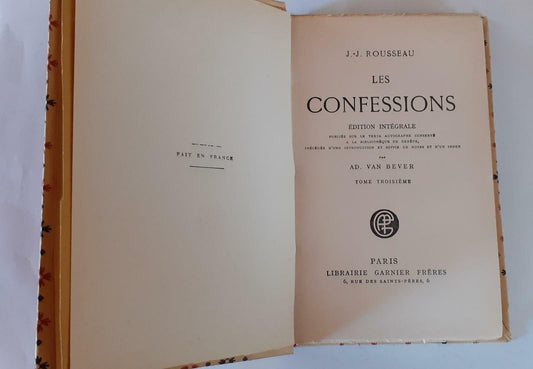 FAIT EN FRANCE
J.-J. ROUSSEAU
LES
CONFESSIONS
ÉDITION INTÉGRALE
PUBLIÉE SUR LE TEXTE AUTOGRAPHE CONSERVÉ
A LA BIBLIOTHÈQUE DE GENÈVE,
PRÉCÉDÉE D'UNE INTRODUCTION ET SUIVIE DE NOTES ET D'UN INDEX
PAR
AD. VAN BEVER
TOME TROISIÈME
PARIS
LIBRAIRIE GARNIER FRÈRES
6, RUE DES SAINTS-PÈRES, 6